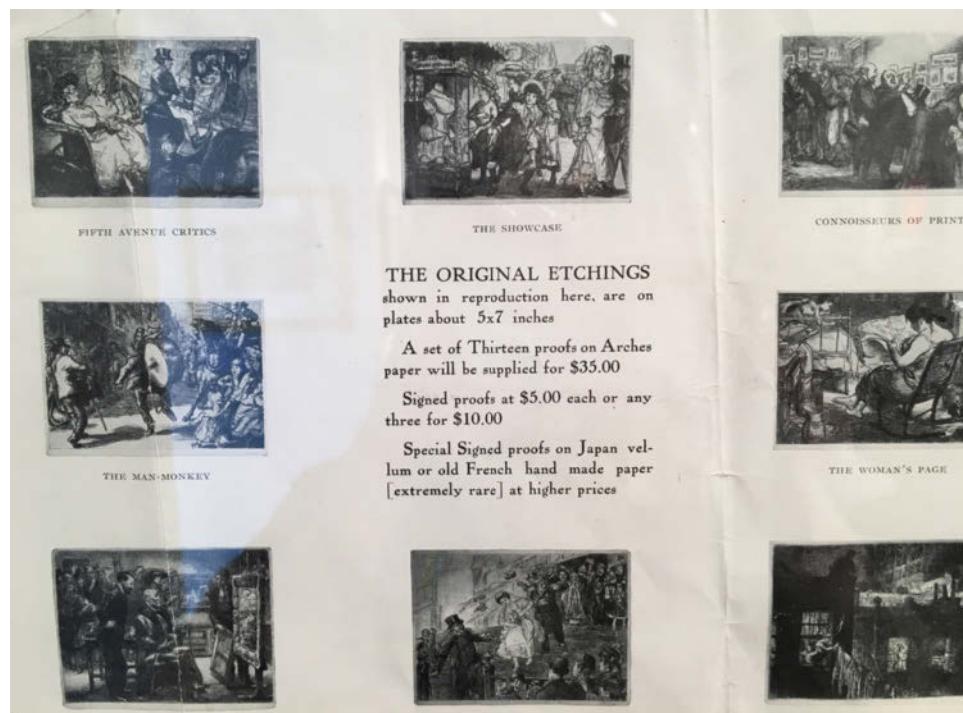 FIFTH AVENUE CRITICS
THE SHOWCASE
CONNOISSEURS OF PRINT
THE ORIGINAL ETCHINGS
shown in reproduction here, are on
plates about 5x7 inches
A set of Thirteen proofs on Arches
paper will be supplied for $35.00
Signed proofs at $5.00 each or any
three for $10.00
Special Signed proofs on Japan vel-
lum or old French hand made paper
[extremely rare] at higher prices
THE MAN-MONKEY
THE WOMAN'S PAGE